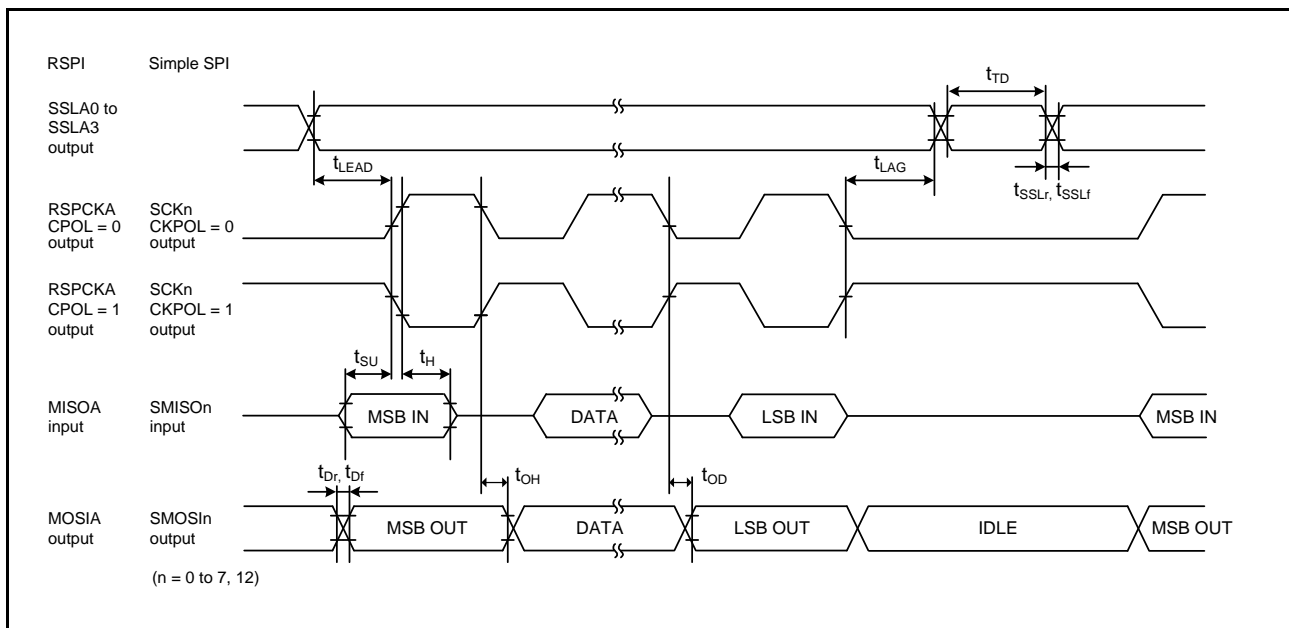 RSPI Simple SPI
SSLA0 to
SSLA3
output
tTD
tLEAD
tLAG
tSSLr, tSSLf
RSPCKA SCKn
CPOL = 0 CKPOL = 0
output output
RSPCKA SCKn
CPOL = 1 CKPOL = 1
output output
tSU tH
MISOA SMISOn
input input
MSB IN DATA LSB IN MSB IN
tDr, tDf tOH tOD
MOSIA SMOSIn
output output
MSB OUT DATA LSB OUT IDLE MSB OUT
(n = 0 to 7, 12)